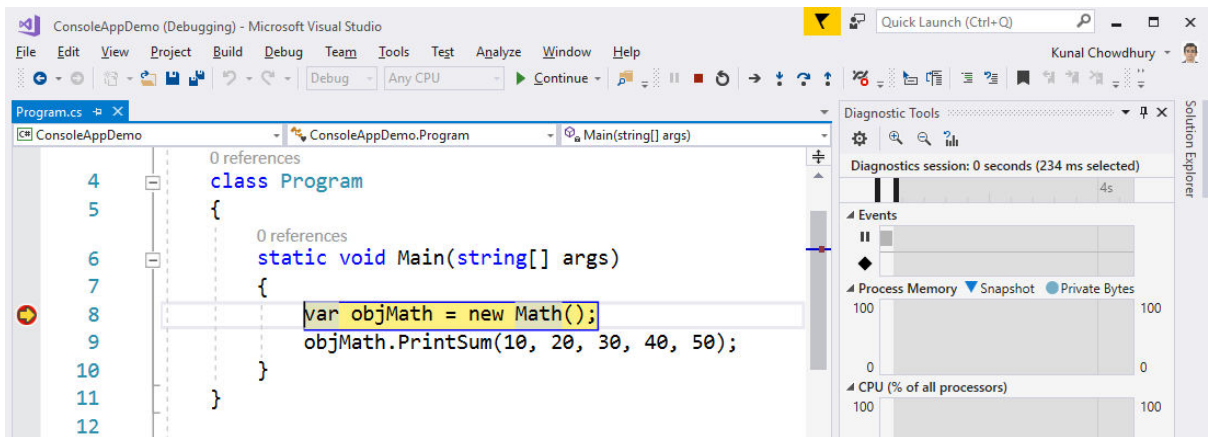 ConsoleAppDemo (Debugging) - Microsoft Visual Studio
Quick Launch (Ctrl+Q)
File Edit View Project Build Debug Team Tools Test Analyze Window Help
Kunal Chowdhury
Debug Any CPU Continue
Program.cs
ConsoleAppDemo ConsoleAppDemo.Program Main(string[] args)
0 references
4 class Program
5 {
0 references
6 static void Main(string[] args)
7 {
8 var objMath = new Math();
9 objMath.PrintSum(10, 20, 30, 40, 50);
10 }
11 }
12
Diagnostic Tools
Diagnostics session: 0 seconds (234 ms selected)
4s
Events
Process Memory Snapshot Private Bytes
100 100
0 0
CPU (% of all processors)
100 100
Solution Explorer